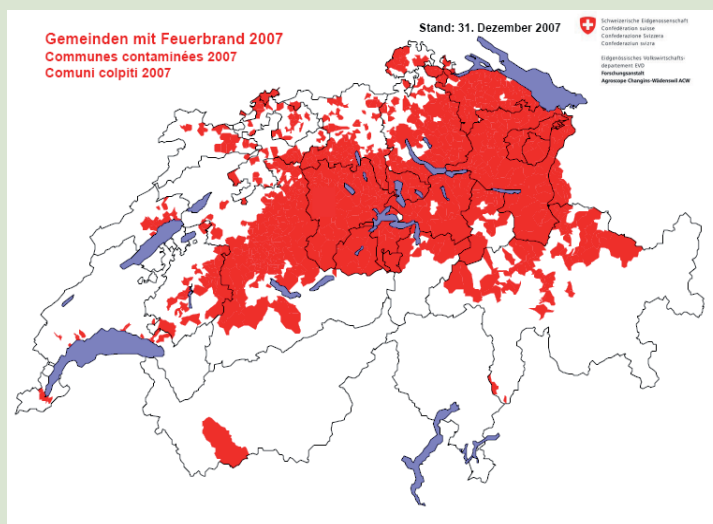 Gemeinden mit Feuerbrand 2007
Communes contaminées 2007
Comuni colpiti 2007
Stand: 31. Dezember 2007
Schweizerische Eidgenossenschaft
Confédération suisse
Confederazione Svizzera
Confederaziun svizra
Eidgenössisches Volkswirtschafts-
departement EVD
Forschungsanstalt
Agroscope Changins-Wädenswil ACW